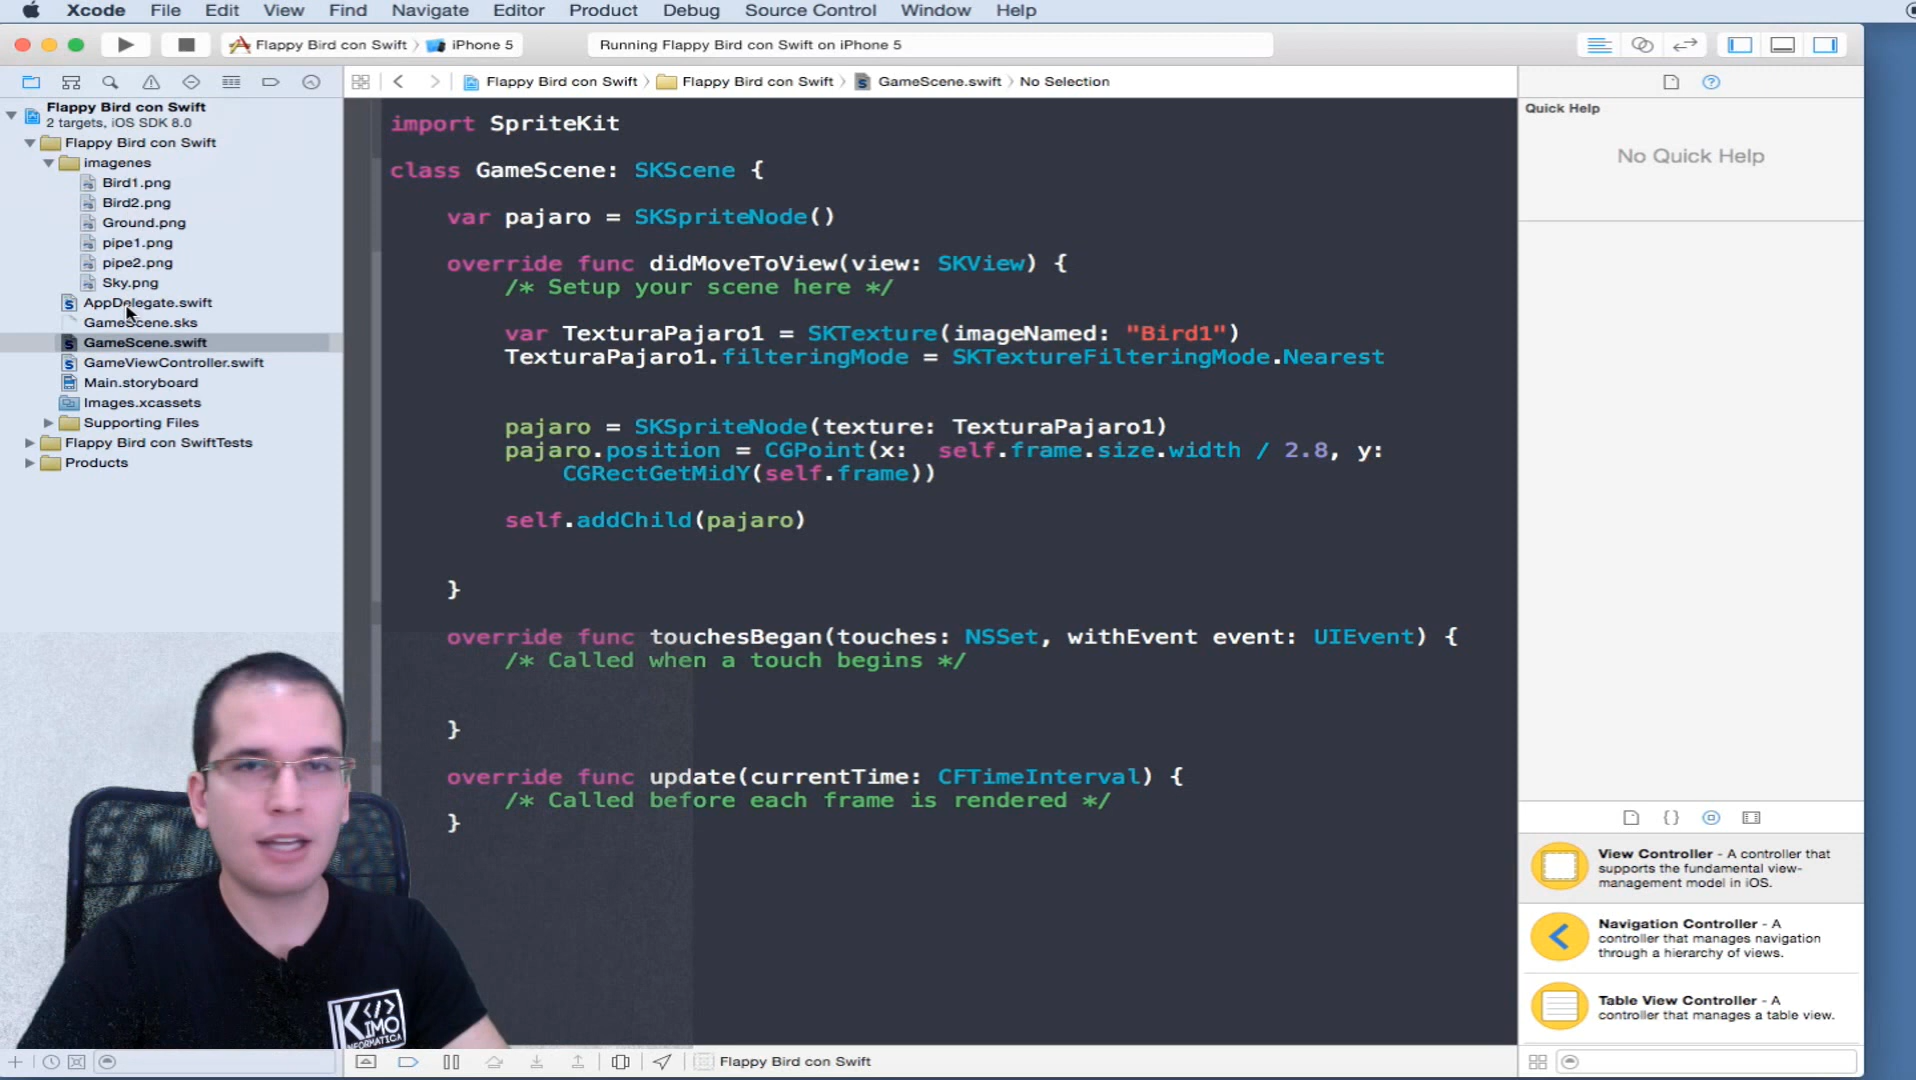 Xcode File Edit View Find Navigate Editor Product Debug Source Control Window Help
Flappy Bird con Swift iPhone 5
Running Flappy Bird con Swift on iPhone 5
Flappy Bird con Swift Flappy Bird con Swift GameScene.swift No Selection
Flappy Bird con Swift
2 targets, iOS SDK 8.0
Flappy Bird con Swift
imagenes
Bird1.png
Bird2.png
Ground.png
pipe1.png
pipe2.png
Sky.png
AppDelegate.swift
GameScene.sks
GameScene.swift
GameViewController.swift
Main.storyboard
Images.xcassets
Supporting Files
Flappy Bird con SwiftTests
Products
import SpriteKit
class GameScene: SKScene {
var pajaro = SKSpriteNode()
override func didMoveToView(view: SKView) {
/* Setup your scene here */
var TexturaPajaro1 = SKTexture(imageNamed: "Bird1")
TexturaPajaro1.filteringMode = SKTextureFilteringMode.Nearest
pajaro = SKSpriteNode(texture: TexturaPajaro1)
pajaro.position = CGPoint(x: self.frame.size.width / 2.8, y:
CGRectGetMidY(self.frame))
self.addChild(pajaro)
}
override func touchesBegan(touches: NSSet, withEvent event: UIEvent) {
/* Called when a touch begins */
}
override func update(currentTime: CFTimeInterval) {
/* Called before each frame is rendered */
}
Quick Help
No Quick Help
{ }
View Controller - A controller that
supports the fundamental view-
management model in iOS.
Navigation Controller - A
controller that manages navigation
through a hierarchy of views.
Table View Controller - A
controller that manages a table view.
K </>
IMO
INFORMATICA
Flappy Bird con Swift